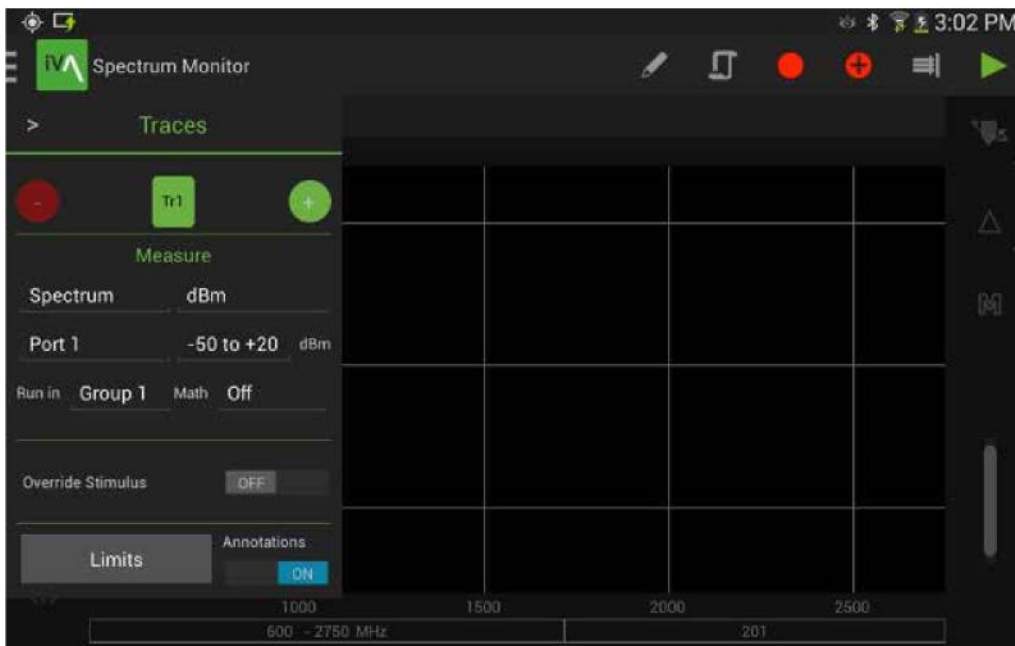 3:02 PM
iV
Spectrum Monitor
> Traces
- Tr1 +
Measure
Spectrum dBm
Port 1 -50 to +20 dBm
Run in Group 1 Math Off
Override Stimulus OFF
Limits
Annotations
ON
M
1000 1500 2000 2500
600 - 2750 MHz 201